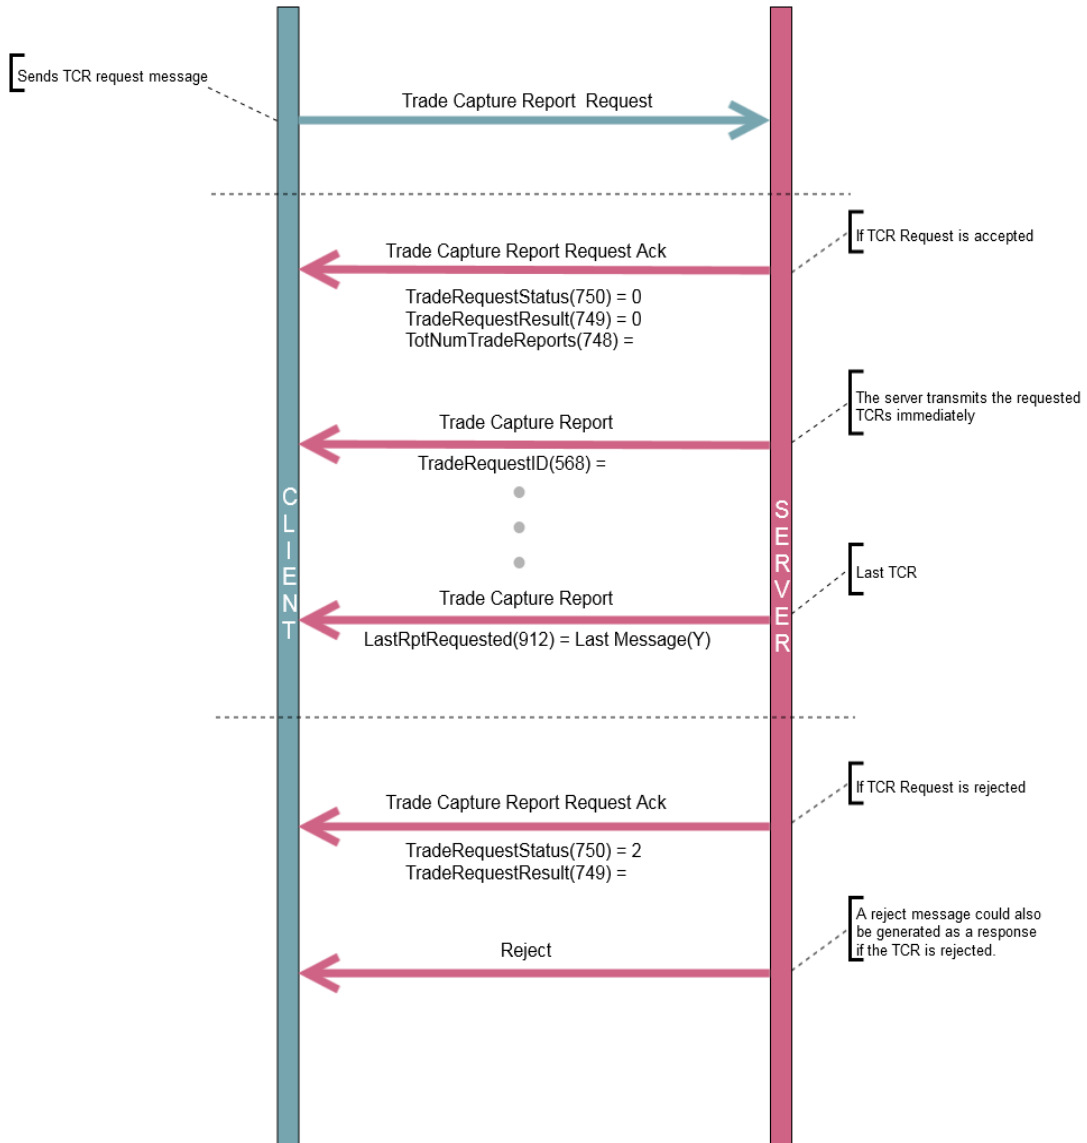 Sends TCR request message
Trade Capture Report  Request
If TCR Request is accepted
Trade Capture Report Request Ack
TradeRequestStatus(750) = 0
TradeRequestResult(749) = 0
TotNumTradeReports(748) =
The server transmits the requested
TCRs immediately
Trade Capture Report
TradeRequestID(568) =
CLIENT
SERVER
Last TCR
Trade Capture Report
LastRptRequested(912) = Last Message(Y)
If TCR Request is rejected
Trade Capture Report Request Ack
TradeRequestStatus(750) = 2
TradeRequestResult(749) =
A reject message could also
be generated as a response
if the TCR is rejected.
Reject